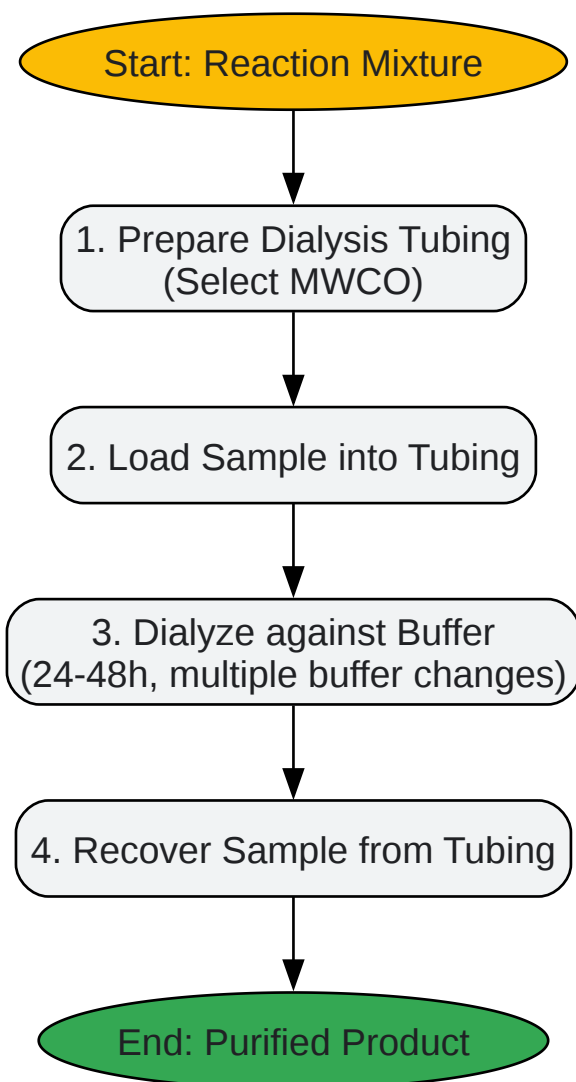 Start: Reaction Mixture
1. Prepare Dialysis Tubing
(Select MWCO)
2. Load Sample into Tubing
3. Dialyze against Buffer
(24-48h, multiple buffer changes)
4. Recover Sample from Tubing
End: Purified Product